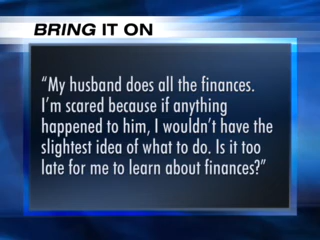 BRING IT ON
“My husband does all the finances.
I’m scared because if anything
happened to him, I wouldn’t have the
slightest idea of what to do. Is it too
late for me to learn about finances?”